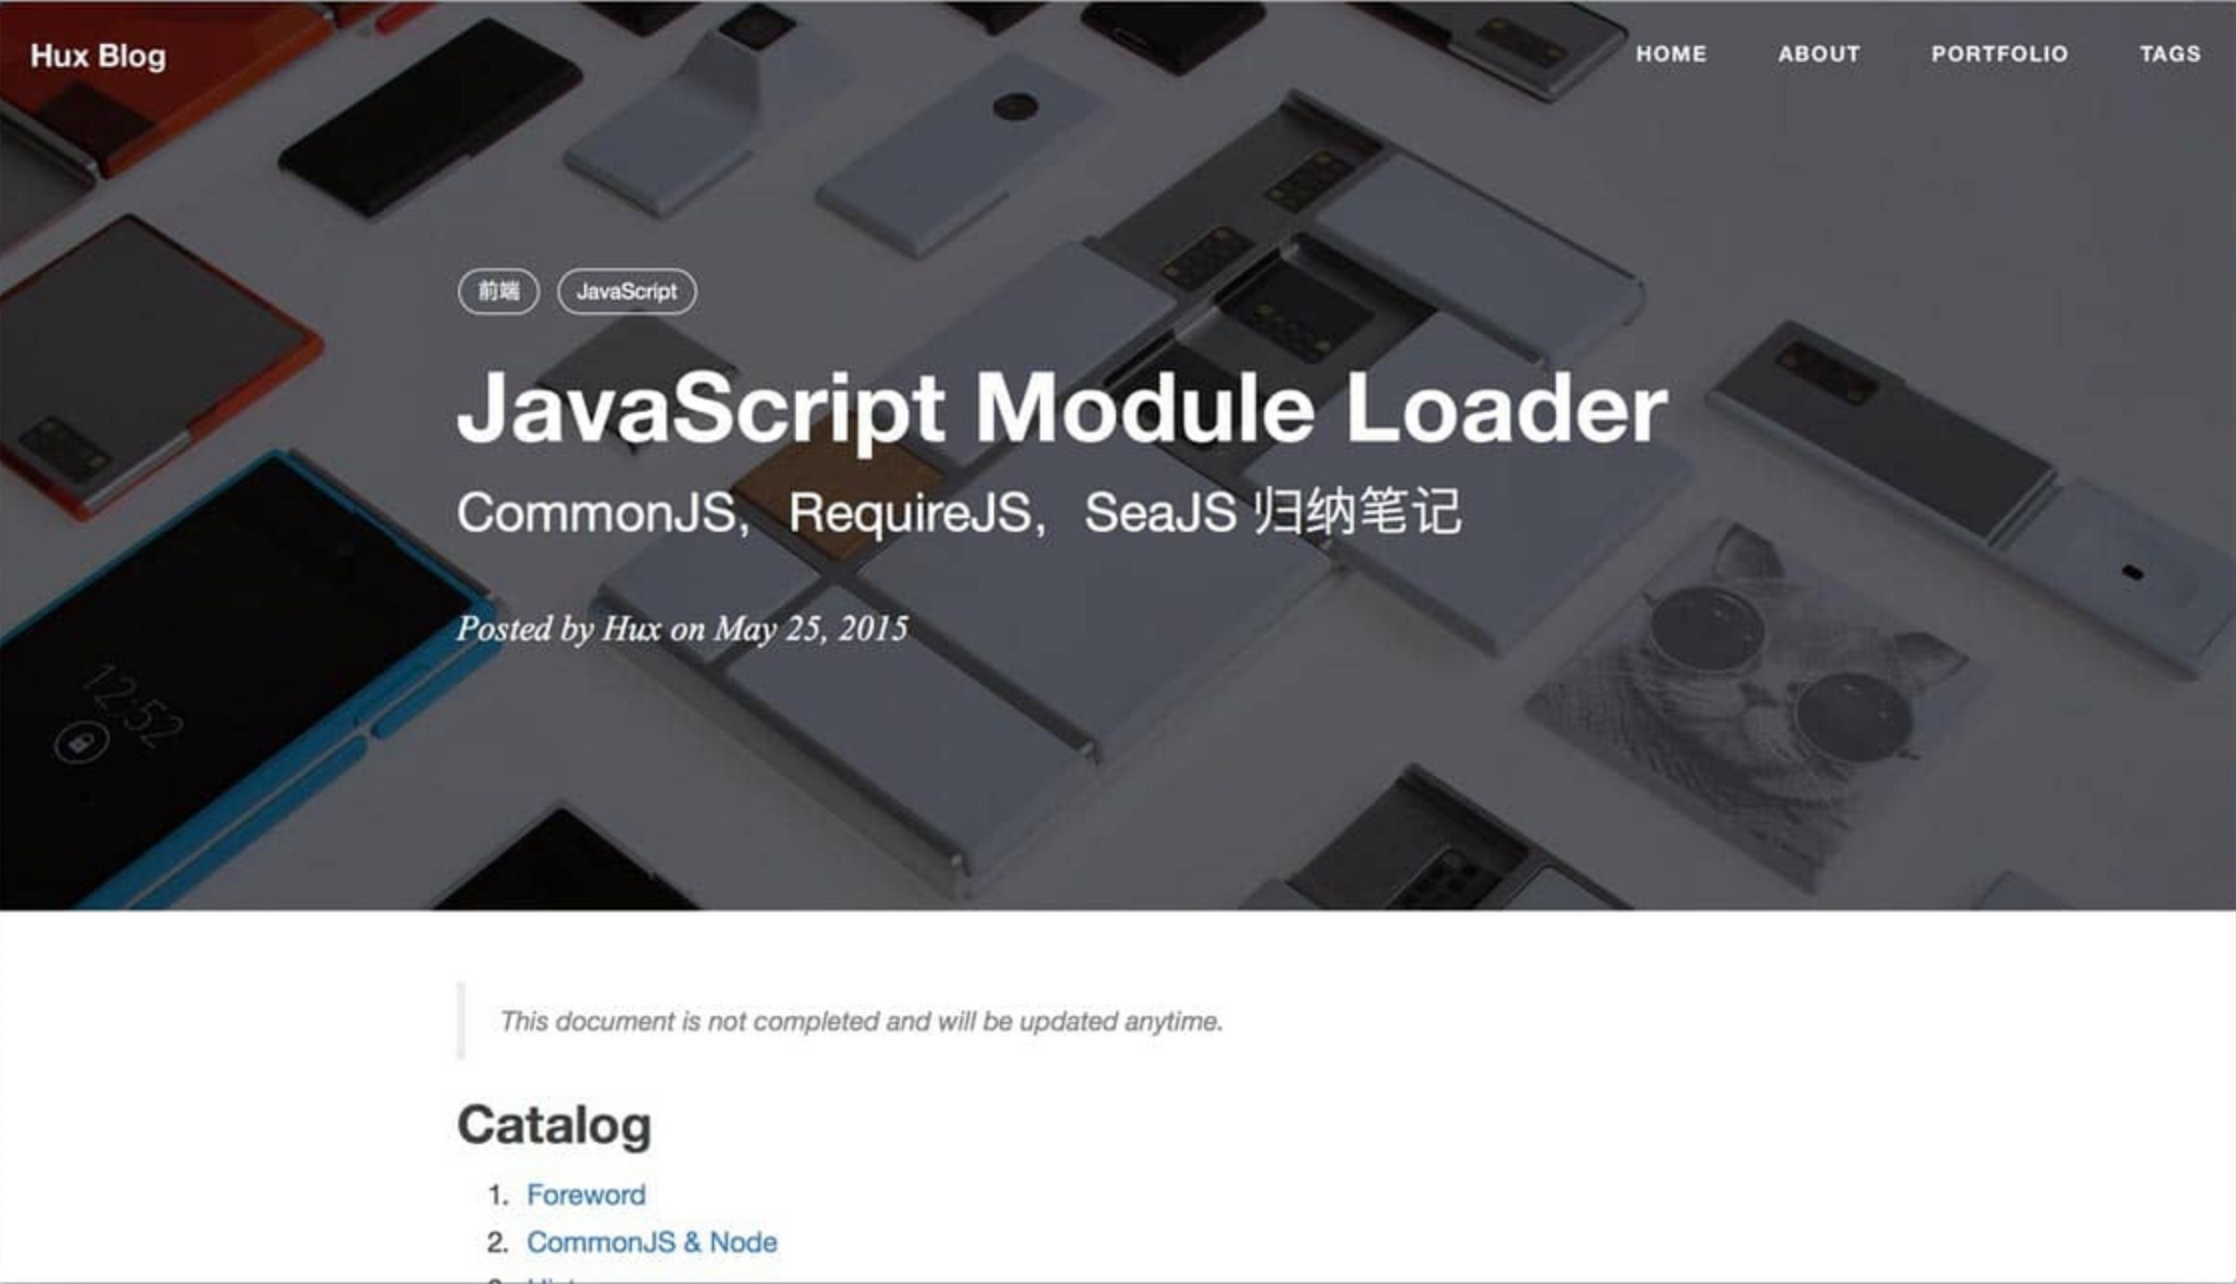 Hux Blog
HOME ABOUT PORTFOLIO TAGS
前端 JavaScript
JavaScript Module Loader
CommonJS，RequireJS，SeaJS 归纳笔记
Posted by Hux on May 25, 2015
12:52
This document is not completed and will be updated anytime.
Catalog
1. Foreword
2. CommonJS & Node